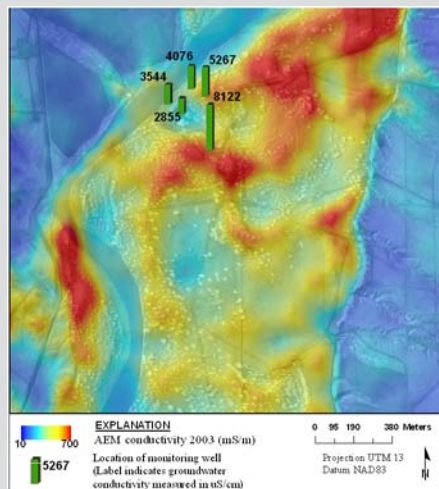 4076
5267
3544
8122
2855
EXPLANATION
AEM conductivity 2003 (mS/m)
10 700
Location of monitoring well
(Label indicates groundwater
conductivity measured in uS/cm)
5267
0 95 190 380 Meters
Projection UTM 13
Datum NAD83
N